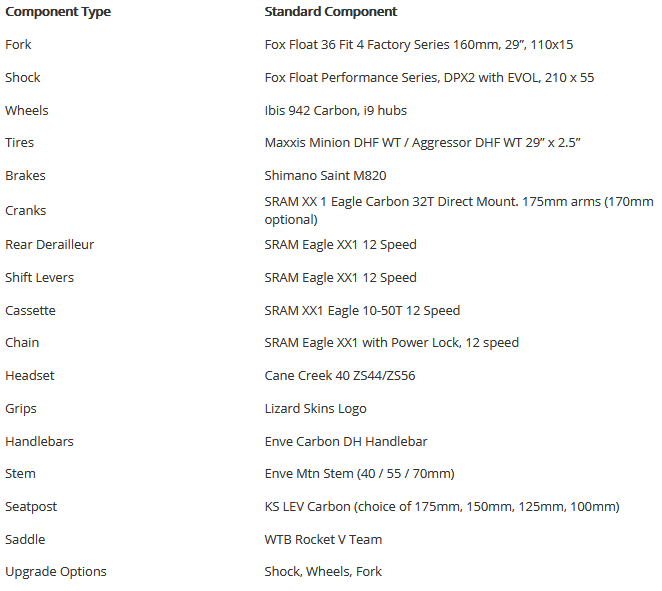 Component Type Standard Component
Fork Fox Float 36 Fit 4 Factory Series 160mm, 29”, 110x15
Shock Fox Float Performance Series, DPX2 with EVOL, 210 x 55
Wheels Ibis 942 Carbon, i9 hubs
Tires Maxxis Minion DHF WT / Aggressor DHF WT 29” x 2.5”
Brakes Shimano Saint M820
Cranks SRAM XX 1 Eagle Carbon 32T Direct Mount. 175mm arms (170mm
optional)
Rear Derailleur SRAM Eagle XX1 12 Speed
Shift Levers SRAM Eagle XX1 12 Speed
Cassette SRAM XX1 Eagle 10-50T 12 Speed
Chain SRAM Eagle XX1 with Power Lock, 12 speed
Headset Cane Creek 40 ZS44/ZS56
Grips Lizard Skins Logo
Handlebars Enve Carbon DH Handlebar
Stem Enve Mtn Stem (40 / 55 / 70mm)
Seatpost KS LEV Carbon (choice of 175mm, 150mm, 125mm, 100mm)
Saddle WTB Rocket V Team
Upgrade Options Shock, Wheels, Fork